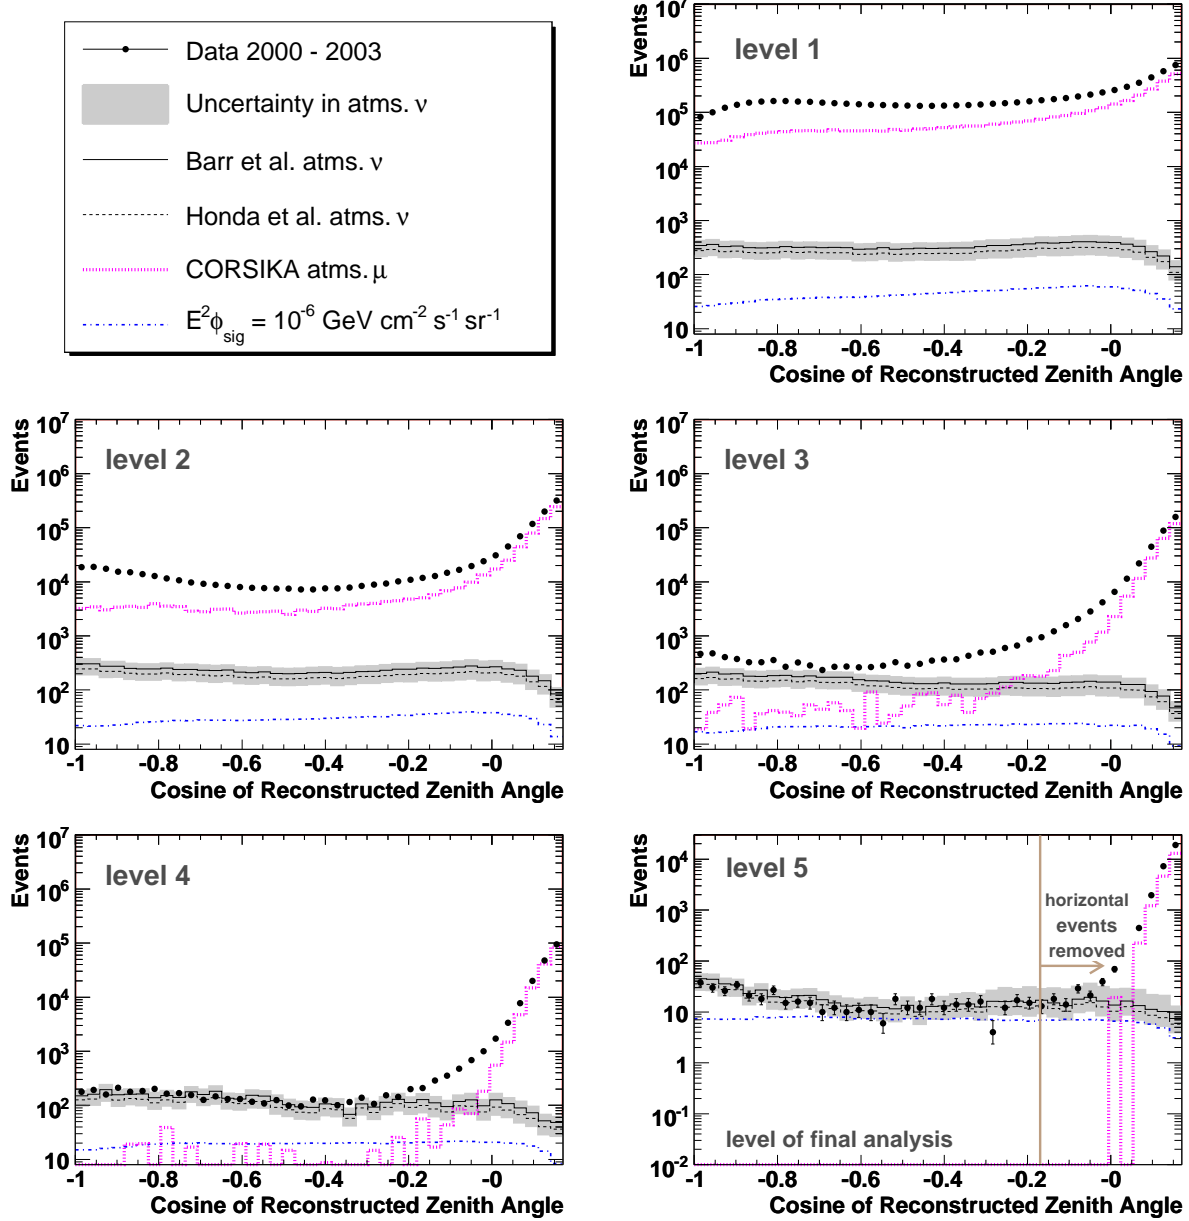 Data 2000 - 2003
Uncertainty in atms. ν
Barr et al. atms. ν
Honda et al. atms. ν
CORSIKA atms. μ
E²ϕsig = 10⁻⁶ GeV cm⁻² s⁻¹ sr⁻¹
level 1
Events
10⁷
10⁶
10⁵
10⁴
10³
10²
10
-1 -0.8 -0.6 -0.4 -0.2 -0
Cosine of Reconstructed Zenith Angle
level 2
Events
10⁷
10⁶
10⁵
10⁴
10³
10²
10
-1 -0.8 -0.6 -0.4 -0.2 -0
Cosine of Reconstructed Zenith Angle
level 3
Events
10⁷
10⁶
10⁵
10⁴
10³
10²
10
-1 -0.8 -0.6 -0.4 -0.2 -0
Cosine of Reconstructed Zenith Angle
level 4
Events
10⁷
10⁶
10⁵
10⁴
10³
10²
10
-1 -0.8 -0.6 -0.4 -0.2 -0
Cosine of Reconstructed Zenith Angle
level 5
Events
10⁴
10³
10²
10
1
10⁻¹
10⁻²
horizontal
events
removed
level of final analysis
-1 -0.8 -0.6 -0.4 -0.2 -0
Cosine of Reconstructed Zenith Angle